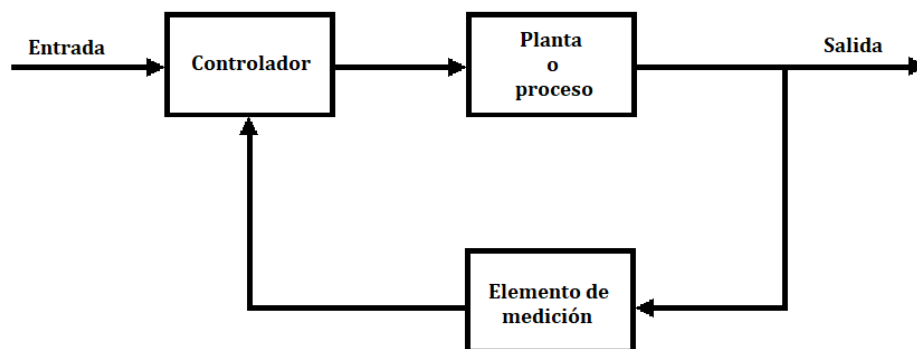 Entrada
Controlador
Planta
o
proceso
Salida
Elemento de
medición